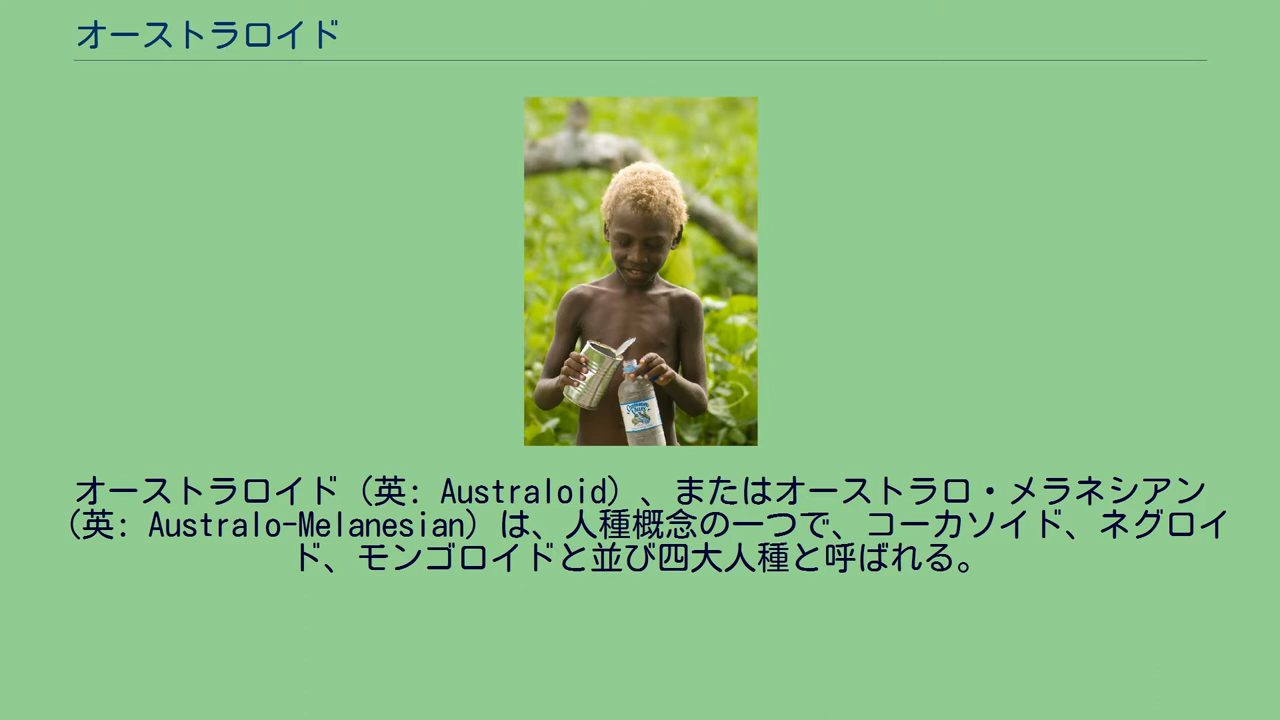 オーストラロイド
オーストラロイド（英: Australoid）、またはオーストラロ・メラネシアン
（英: Australo-Melanesian）は、人種概念の一つで、コーカソイド、ネグロイ
ド、モンゴロイドと並び四大人種と呼ばれる。